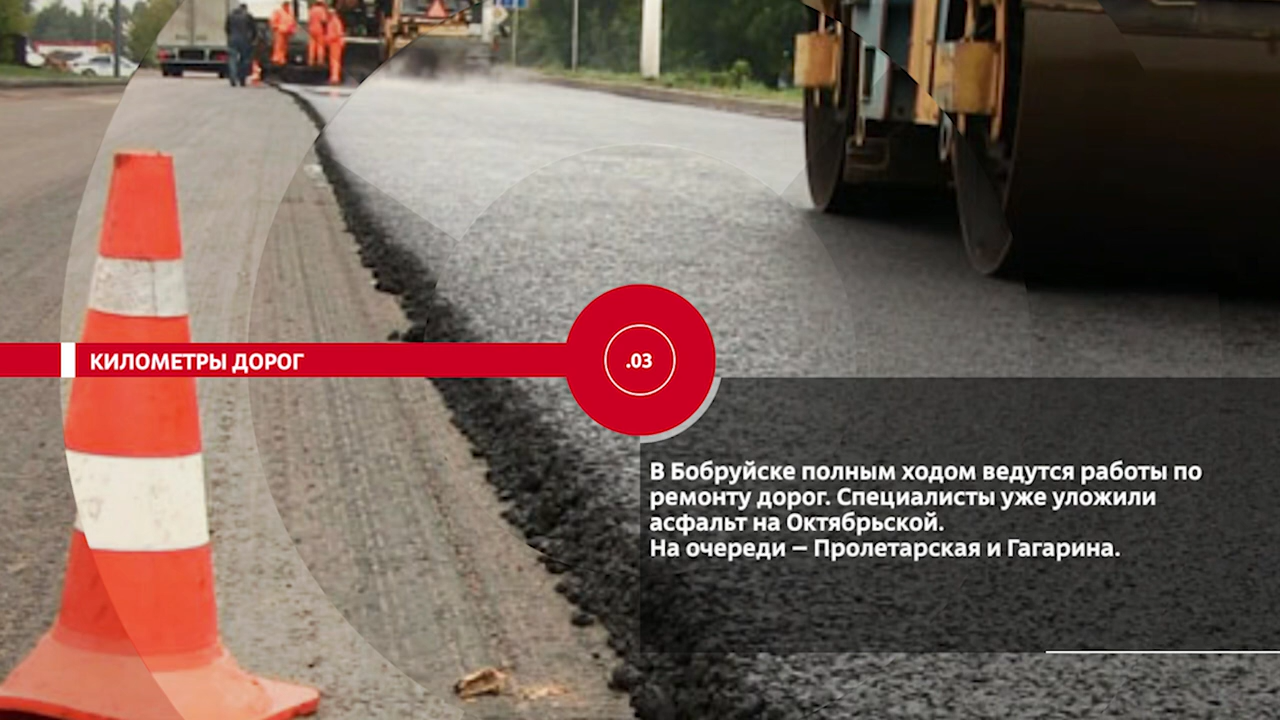 КИЛОМЕТРЫ ДОРОГ
.03
В Бобруйске полным ходом ведутся работы по
ремонту дорог. Специалисты уже уложили
асфальт на Октябрьской.
На очереди – Пролетарская и Гагарина.